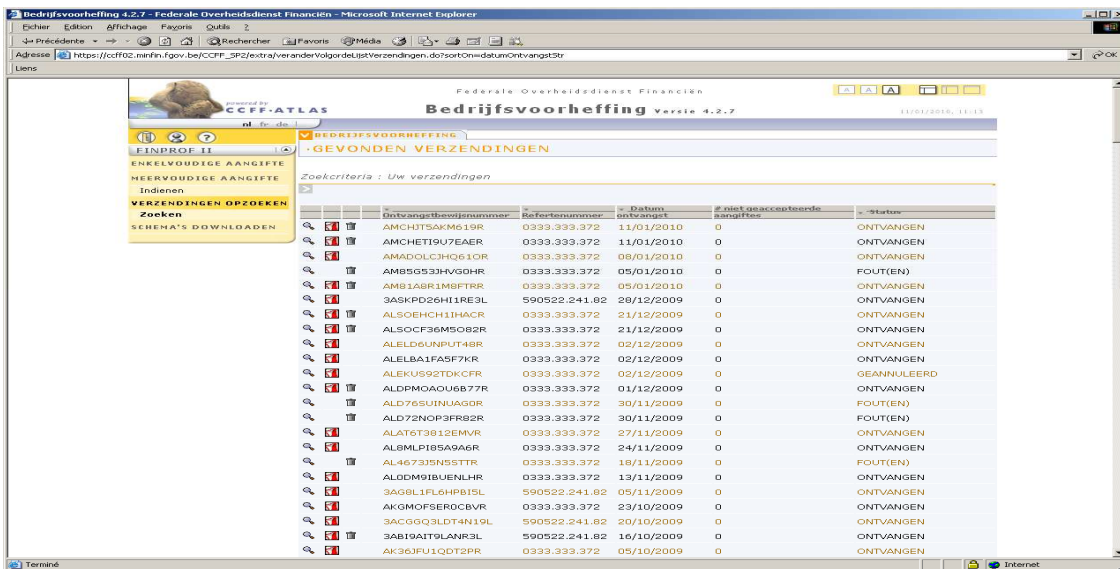 Bedrijfsvoorheffing 4.2.7 - Federale Overheidsdienst Financiën - Microsoft Internet Explorer
Eichier Edition Affichage Favoris Outils ?
Précédente Rechercher Favoris Média
Adresse https://ccff02.minfin.fgov.be/CCFF_SP2/extra/veranderVolgordeLijstVerzendingen.do?sortOn=datumOntvangstStr OK
Liens
Federale Overheidsdienst Financiën A A A
powered by
CCFF-ATLAS Bedrijfsvoorheffing Versie 4.2.7 11/01/2010, 11:13
nl fr de
BEDRIJFSVOORHEFFING
FINPROF II
·GEVONDEN VERZENDINGEN
ENKELVOUDIGE AANGIFTE
MEERVOUDIGE AANGIFTE
Indienen
VERZENDINGEN OPZOEKEN
Zoeken
SCHEMA'S DOWNLOADEN
Zoekcriteria : Uw verzendingen
Ontvangstbewijsnummer Refertenummer Datum ontvangst # niet geaccepteerde aangiftes Status
AMCHJT5AKM619R 0333.333.372 11/01/2010 0 ONTVANGEN
AMCHETI9U7EAER 0333.333.372 11/01/2010 0 ONTVANGEN
AMADOLCJHQ61OR 0333.333.372 08/01/2010 0 ONTVANGEN
AM85G53JHVG0HR 0333.333.372 05/01/2010 0 FOUT(EN)
AM81A8R1M8FTRR 0333.333.372 05/01/2010 0 ONTVANGEN
3ASKPD26HI1RE3L 590522.241.82 28/12/2009 0 ONTVANGEN
ALSOEHCH1IHACR 0333.333.372 21/12/2009 0 ONTVANGEN
ALSOCF36M5O82R 0333.333.372 21/12/2009 0 ONTVANGEN
ALELD6UNPUT48R 0333.333.372 02/12/2009 0 ONTVANGEN
ALELBA1FA5F7KR 0333.333.372 02/12/2009 0 ONTVANGEN
ALEKUS92TDKCFR 0333.333.372 02/12/2009 0 GEANNULEERD
ALDPMOAOU6B77R 0333.333.372 01/12/2009 0 ONTVANGEN
ALD76SUINUAG0R 0333.333.372 30/11/2009 0 FOUT(EN)
ALD72NOP3FR82R 0333.333.372 30/11/2009 0 FOUT(EN)
ALAT6T3812EMVR 0333.333.372 27/11/2009 0 ONTVANGEN
AL8MLPI85A9A6R 0333.333.372 24/11/2009 0 ONTVANGEN
AL4673J5N5STTR 0333.333.372 18/11/2009 0 FOUT(EN)
AL0DM9IBUENLHR 0333.333.372 13/11/2009 0 ONTVANGEN
3AG8L1FL6HPBI5L 590522.241.82 05/11/2009 0 ONTVANGEN
AKGMOFSER0CBVR 0333.333.372 23/10/2009 0 ONTVANGEN
3ACGGQ3LDT4N19L 590522.241.82 20/10/2009 0 ONTVANGEN
3ABI9AIT9LANR3L 590522.241.82 16/10/2009 0 ONTVANGEN
AK36JFU1QDT2PR 0333.333.372 05/10/2009 0 ONTVANGEN
Terminé Internet